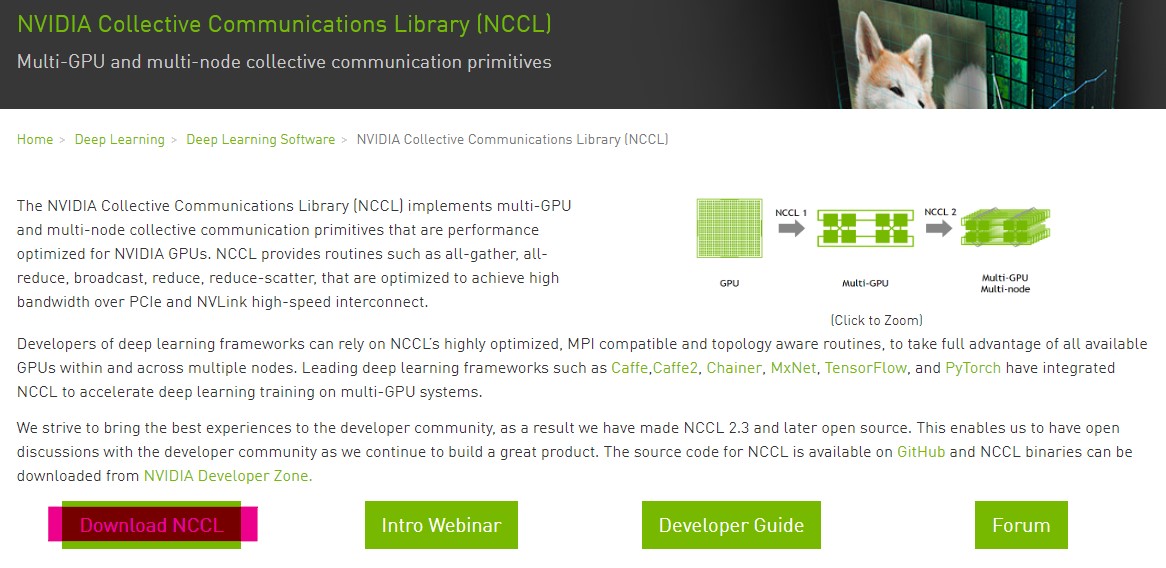 NVIDIA Collective Communications Library (NCCL)
Multi-GPU and multi-node collective communication primitives
Home > Deep Learning > Deep Learning Software > NVIDIA Collective Communications Library (NCCL)
The NVIDIA Collective Communications Library (NCCL) implements multi-GPU
and multi-node collective communication primitives that are performance
optimized for NVIDIA GPUs. NCCL provides routines such as all-gather, all-
reduce, broadcast, reduce, reduce-scatter, that are optimized to achieve high
bandwidth over PCIe and NVLink high-speed interconnect.
NCCL 1
NCCL 2
GPU
Multi-GPU
Multi-GPU
Multi-node
(Click to Zoom)
Developers of deep learning frameworks can rely on NCCL's highly optimized, MPI compatible and topology aware routines, to take full advantage of all available
GPUs within and across multiple nodes. Leading deep learning frameworks such as Caffe,Caffe2, Chainer, MxNet, TensorFlow, and PyTorch have integrated
NCCL to accelerate deep learning training on multi-GPU systems.
We strive to bring the best experiences to the developer community, as a result we have made NCCL 2.3 and later open source. This enables us to have open
discussions with the developer community as we continue to build a great product. The source code for NCCL is available on GitHub and NCCL binaries can be
downloaded from NVIDIA Developer Zone.
Download NCCL
Intro Webinar
Developer Guide
Forum